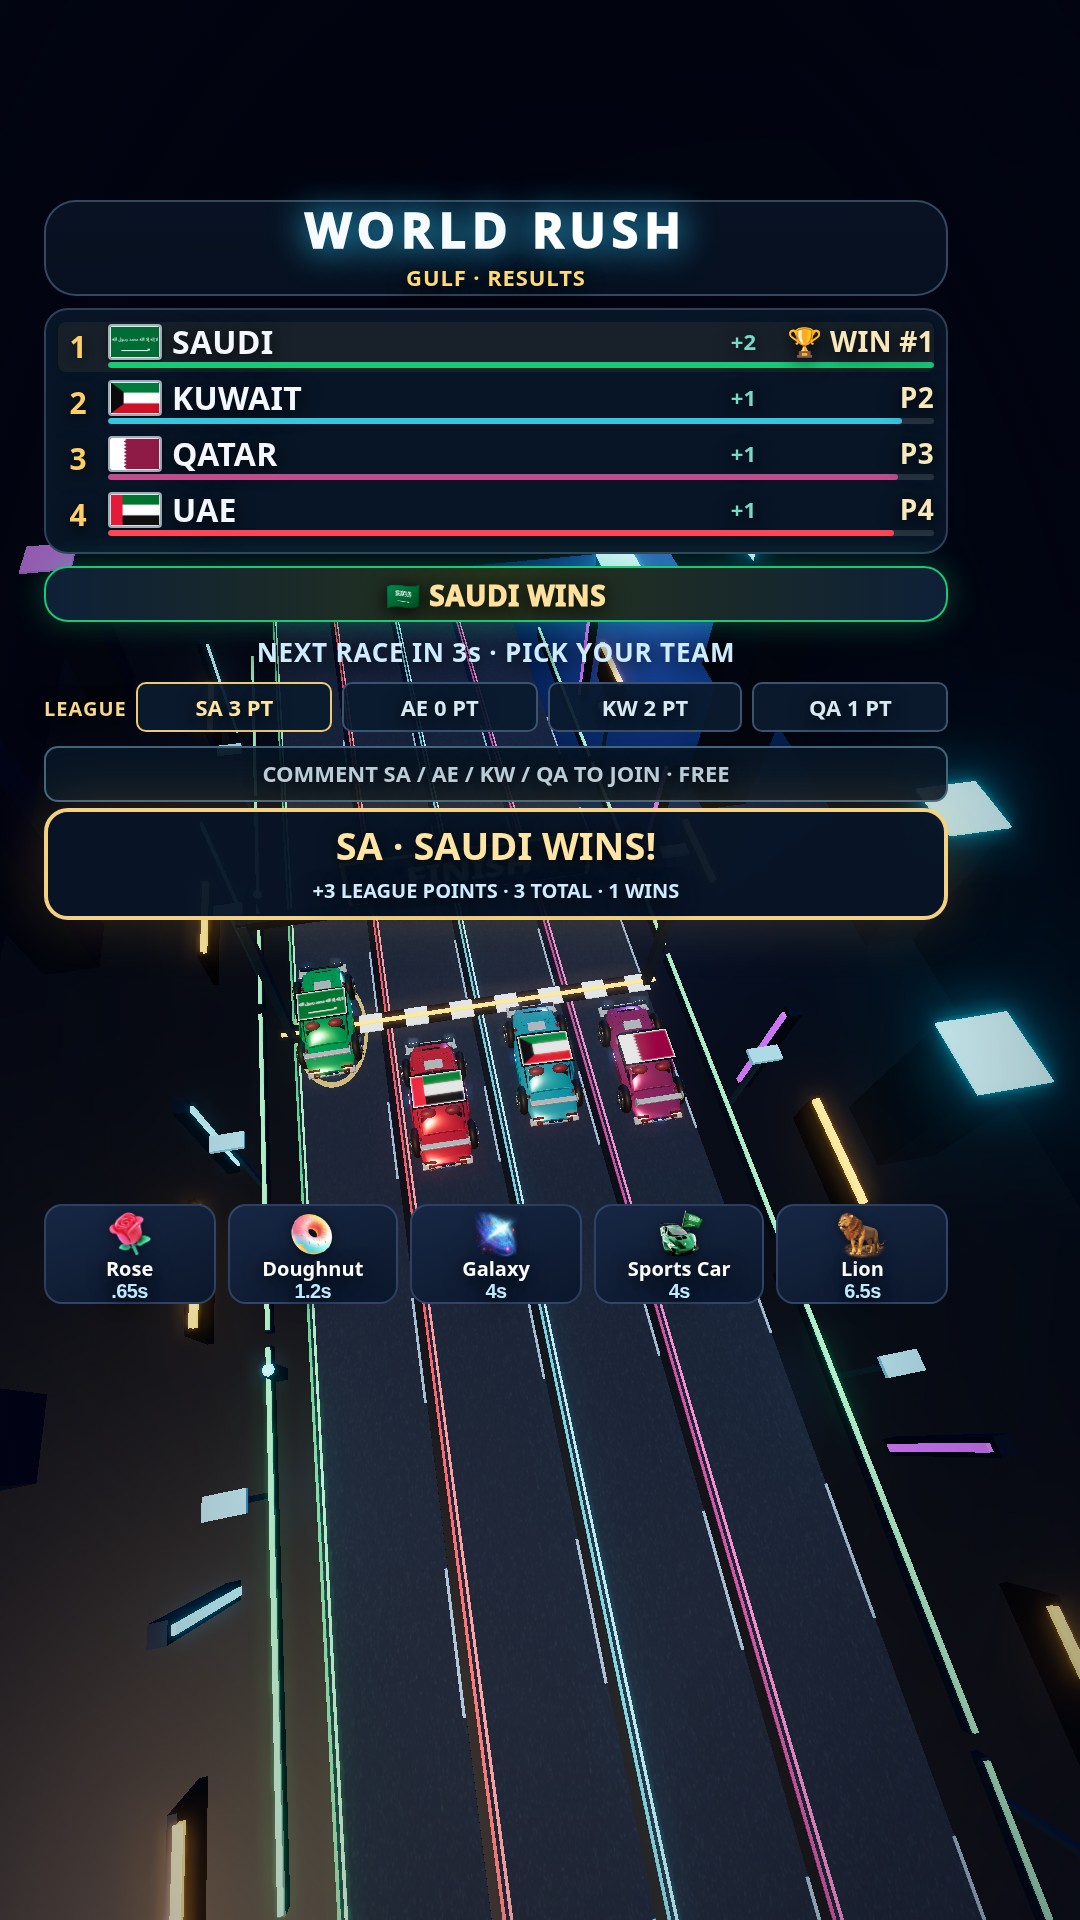 WORLD RUSH
GULF · RESULTS
1 SAUDI +2 🏆 WIN #1
2 KUWAIT +1 P2
3 QATAR +1 P3
4 UAE +1 P4
🇸🇦 SAUDI WINS
NEXT RACE IN 3s · PICK YOUR TEAM
LEAGUE SA 3 PT AE 0 PT KW 2 PT QA 1 PT
COMMENT SA / AE / KW / QA TO JOIN · FREE
SA · SAUDI WINS!
FINISH
+3 LEAGUE POINTS · 3 TOTAL · 1 WINS
Rose Doughnut Galaxy Sports Car Lion
.65s 1.2s 4s 4s 6.5s